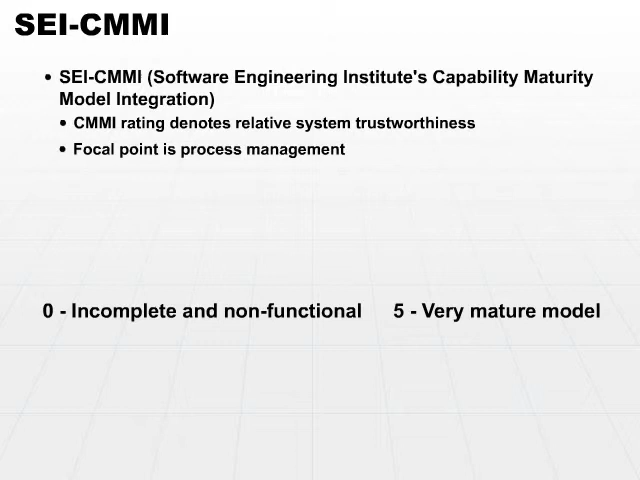 SEI-CMMI
• SEI-CMMI (Software Engineering Institute's Capability Maturity
Model Integration)
• CMMI rating denotes relative system trustworthiness
• Focal point is process management
0 - Incomplete and non-functional 5 - Very mature model